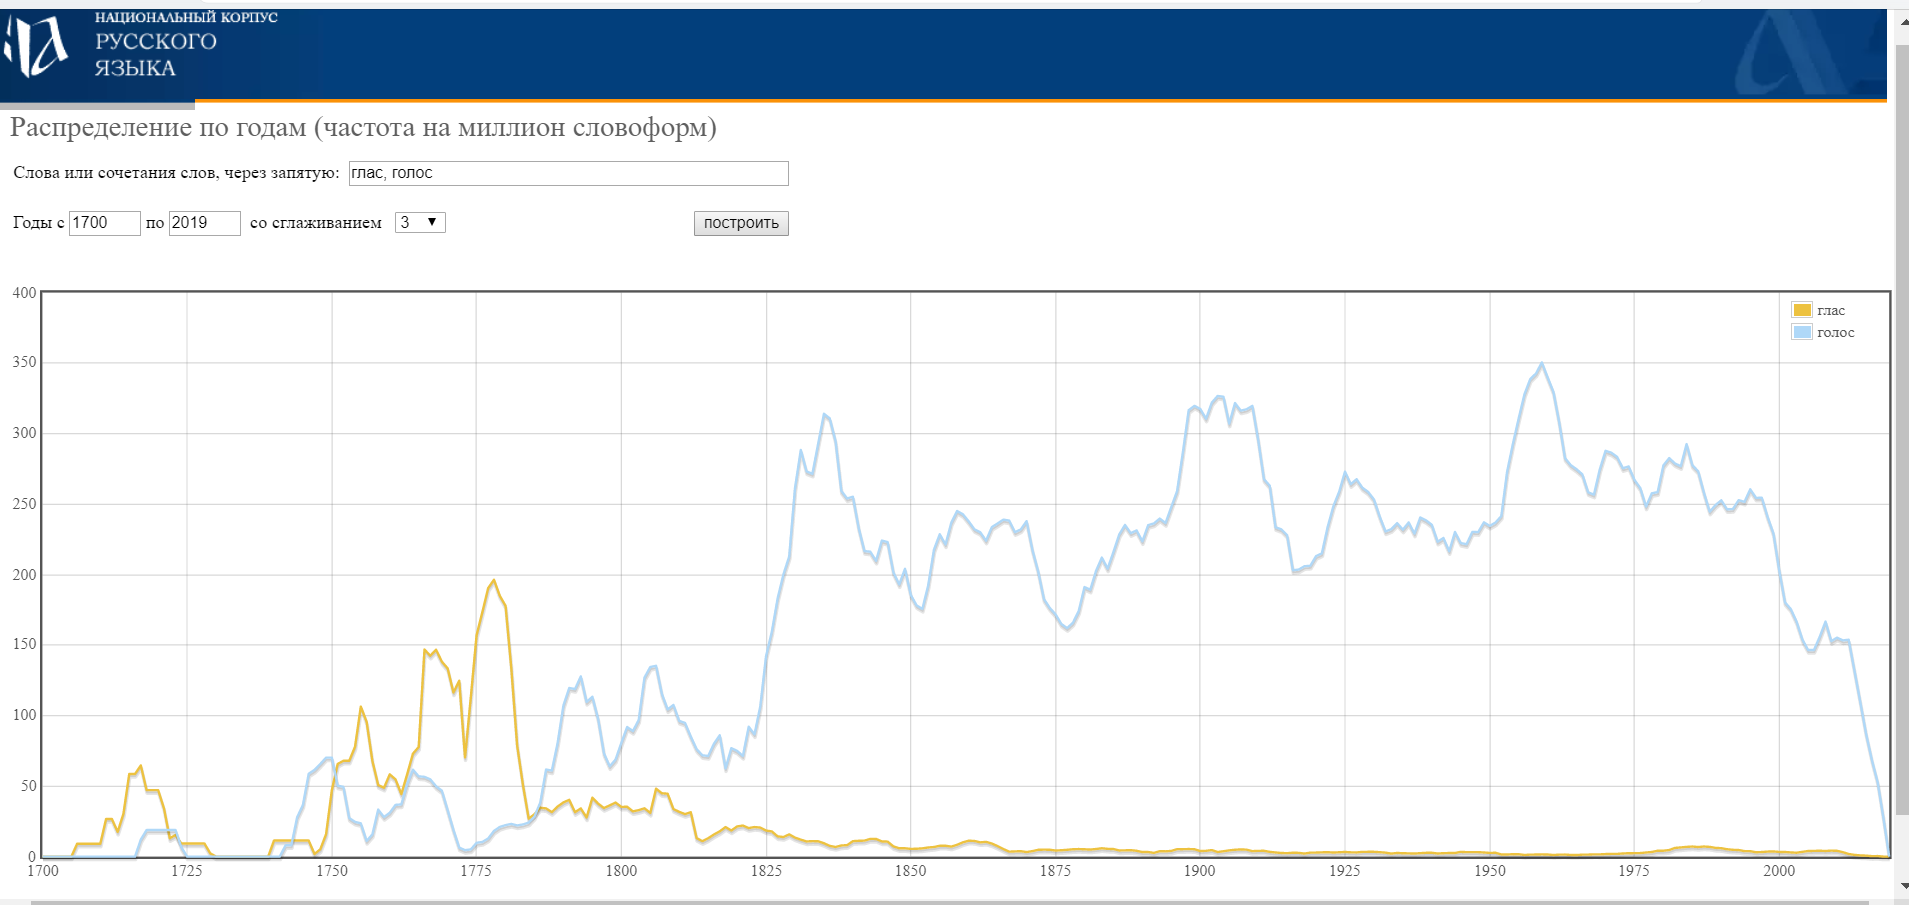 НАЦИОНАЛЬНЫЙ КОРПУС
РУССКОГО
ЯЗЫКА
Распределение по годам (частота на миллион словоформ)
Слова или сочетания слов, через запятую: глас, голос
Годы с 1700 по 2019 со сглаживанием 3 ▼ построить
400
глас
голос
350
300
250
200
150
100
50
0
1700 1725 1750 1775 1800 1825 1850 1875 1900 1925 1950 1975 2000